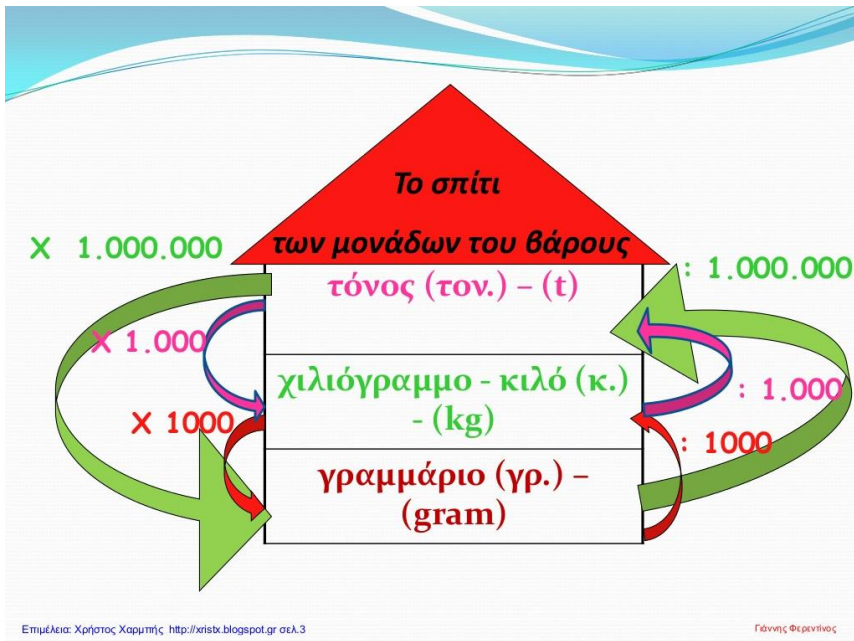 Το σπίτι
των μονάδων του βάρους
X 1.000.000
: 1.000.000
τόνος (τον.) – (t)
X 1.000
: 1.000
χιλιόγραμμο - κιλό (κ.)
- (kg)
X 1000
: 1000
γραμμάριο (γρ.) –
(gram)
Επιμέλεια: Χρήστος Χαρμπής http://xristx.blogspot.gr σελ.3
Γιάννης Φερεντίνος